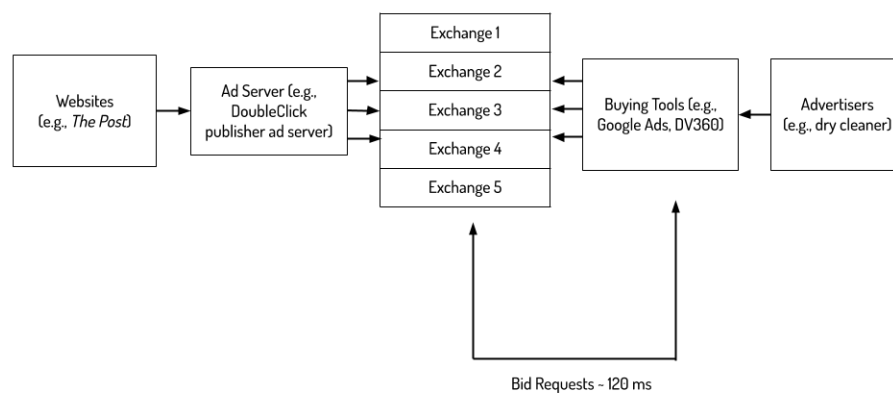 Websites
(e.g., The Post)
Ad Server (e.g.,
DoubleClick
publisher ad server)
Exchange 1
Exchange 2
Exchange 3
Exchange 4
Exchange 5
Buying Tools (e.g.,
Google Ads, DV360)
Advertisers
(e.g., dry cleaner)
Bid Requests ~ 120 ms